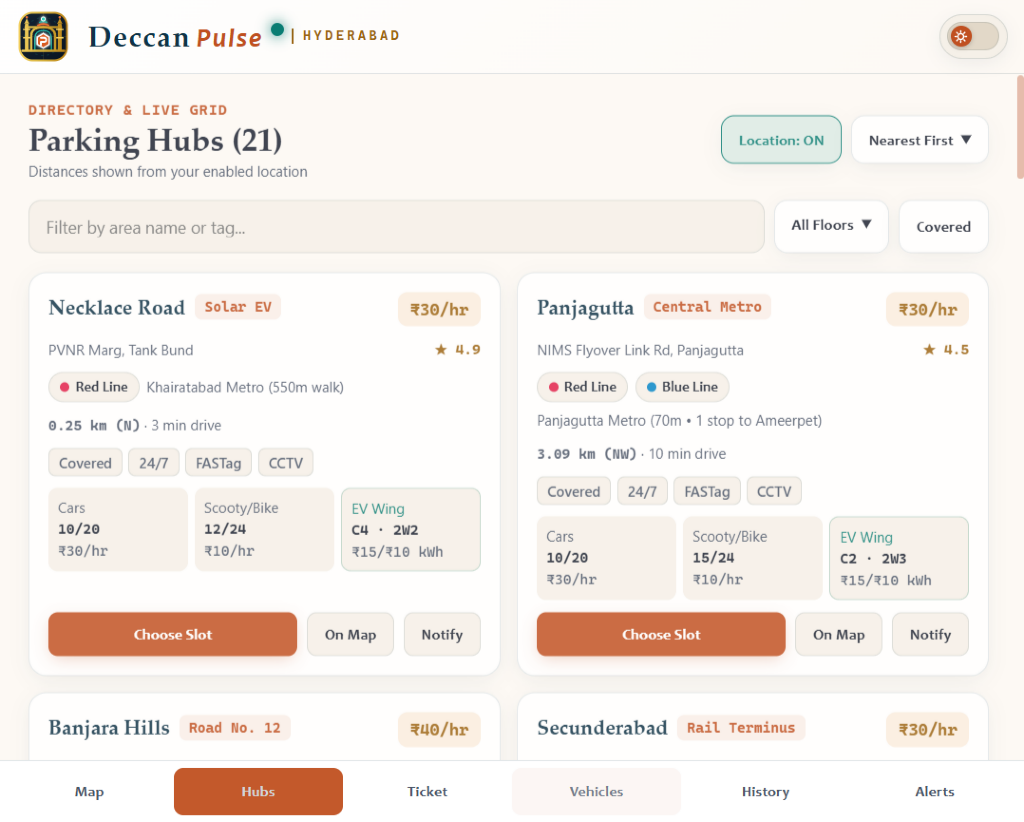 Deccan Pulse | HYDERABAD
DIRECTORY & LIVE GRID
Parking Hubs (21)
Distances shown from your enabled location
Location: ON
Nearest First ▼
Filter by area name or tag...
All Floors ▼
Covered
Necklace Road
Solar EV
₹30/hr
PVNR Marg, Tank Bund
★ 4.9
Red Line
Khairatabad Metro (550m walk)
0.25 km (N) · 3 min drive
Covered
24/7
FASTag
CCTV
Cars
10/20
₹30/hr
Scooty/Bike
12/24
₹10/hr
EV Wing
C4 · 2W2
₹15/₹10 kWh
Choose Slot
On Map
Notify
Panjagutta
Central Metro
₹30/hr
NIMS Flyover Link Rd, Panjagutta
★ 4.5
Red Line
Blue Line
Panjagutta Metro (70m • 1 stop to Ameerpet)
3.09 km (NW) · 10 min drive
Covered
24/7
FASTag
CCTV
Cars
10/20
₹30/hr
Scooty/Bike
15/24
₹10/hr
EV Wing
C2 · 2W3
₹15/₹10 kWh
Choose Slot
On Map
Notify
Banjara Hills
Road No. 12
₹40/hr
Secunderabad
Rail Terminus
₹30/hr
Map
Hubs
Ticket
Vehicles
History
Alerts